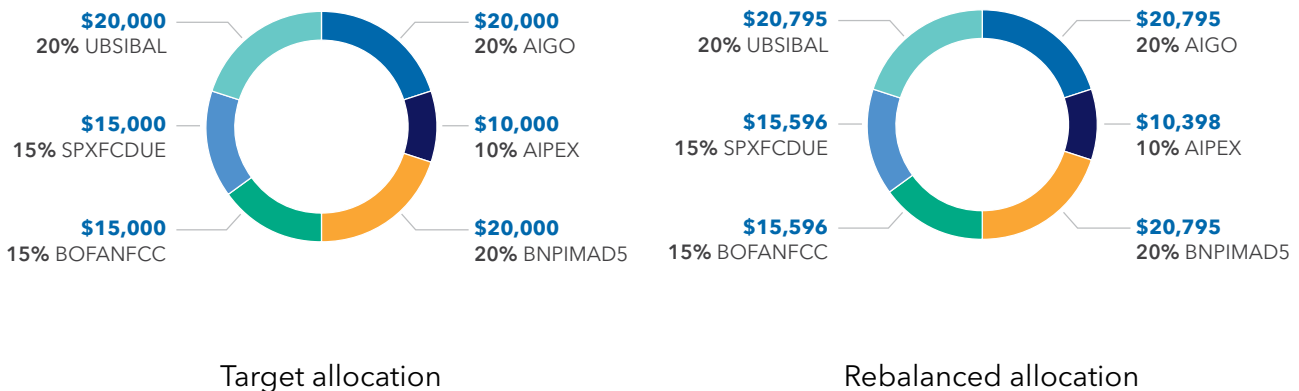 $20,000
20% UBSIBAL
$20,000
20% AIGO
$15,000
15% SPXFCDUE
$10,000
10% AIPEX
$15,000
15% BOFANFCC
$20,000
20% BNPIMAD5
Target allocation
$20,795
20% UBSIBAL
$20,795
20% AIGO
$15,596
15% SPXFCDUE
$10,398
10% AIPEX
$15,596
15% BOFANFCC
$20,795
20% BNPIMAD5
Rebalanced allocation